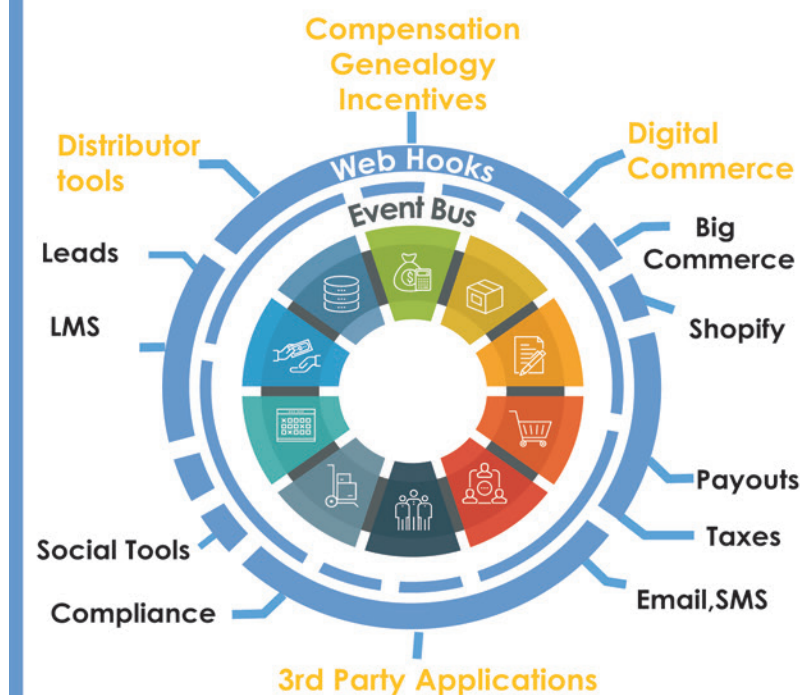 Compensation
Genealogy
Incentives
Distributor
tools
Digital
Commerce
Web Hooks
Event Bus
Leads
Big
Commerce
LMS
Shopify
Payouts
Taxes
Social Tools
Email,SMS
Compliance
3rd Party Applications